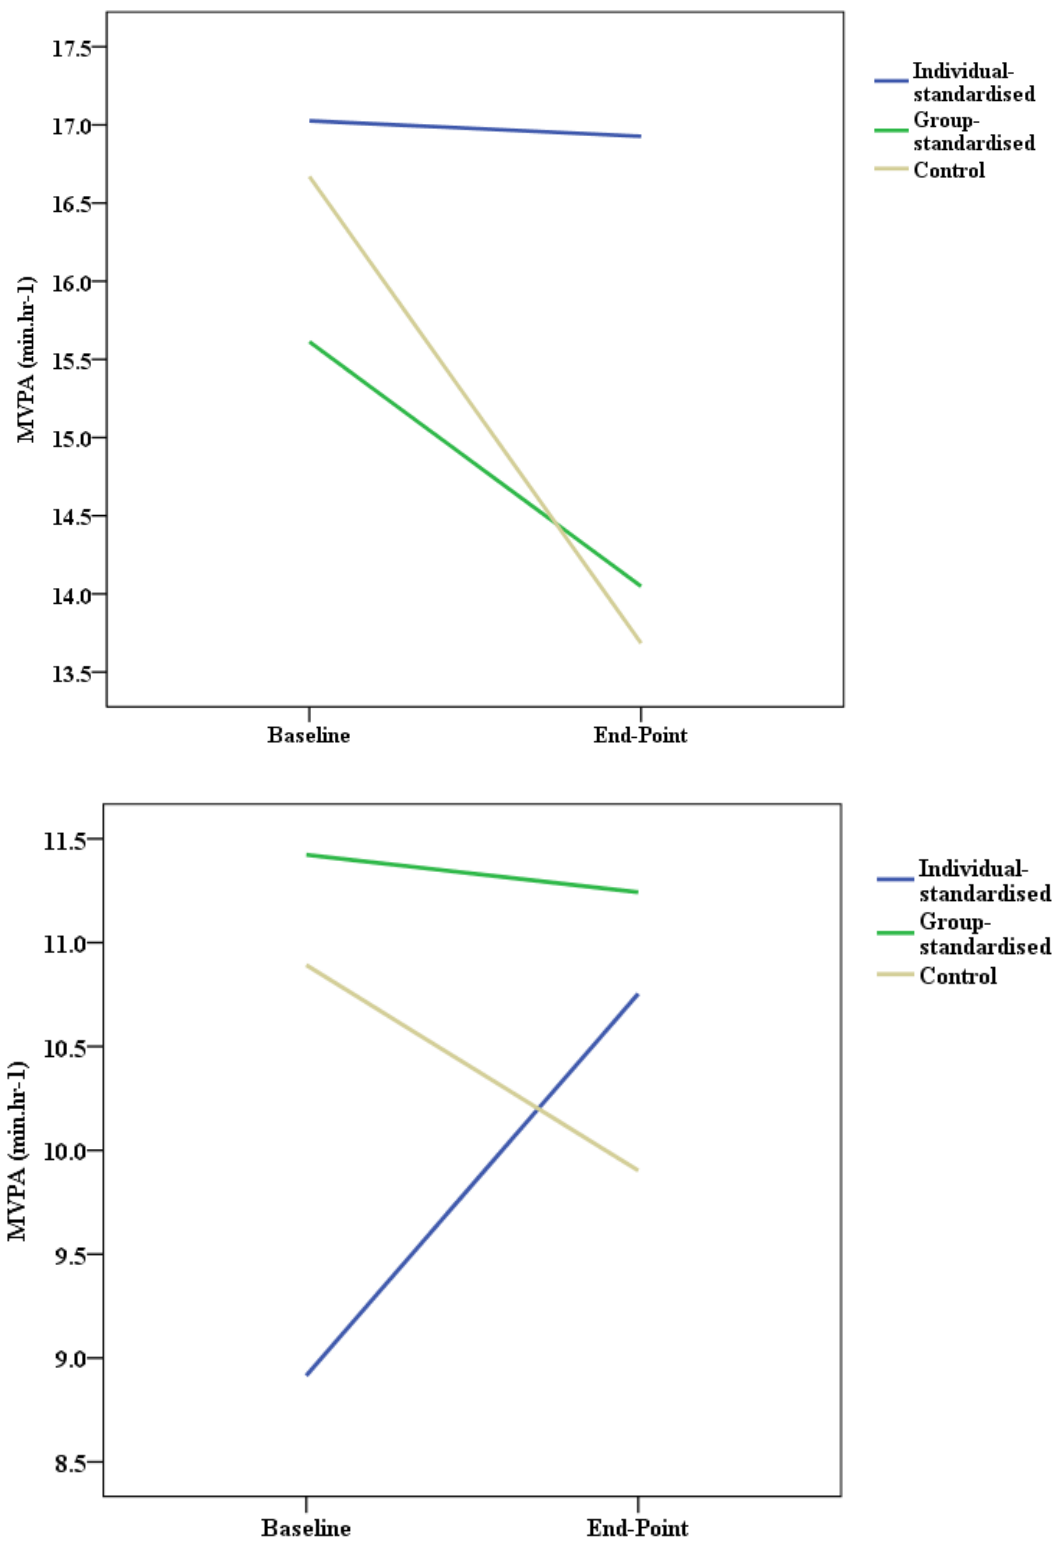 17.5
17.0
16.5
16.0
15.5
15.0
14.5
14.0
13.5
MVPA (min.hr-1)
Baseline
End-Point
Individual-
standardised
Group-
standardised
Control
11.5
11.0
10.5
10.0
9.5
9.0
8.5
MVPA (min.hr-1)
Baseline
End-Point
Individual-
standardised
Group-
standardised
Control